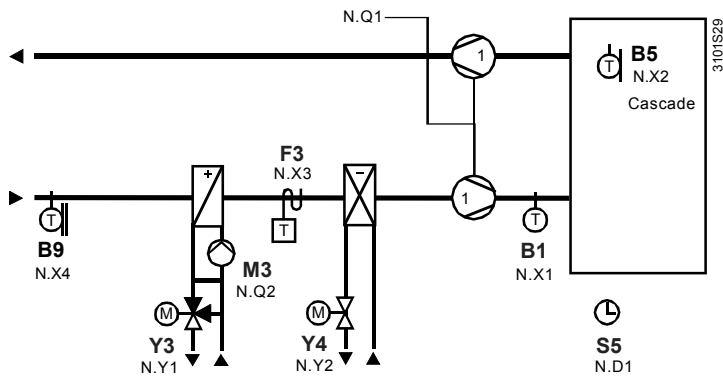 N.Q1
1
B5
N.X2
T
Cascade
3101S29
F3
N.X3
+
-
T
1
T
T
B9
N.X4
M3
N.Q2
B1
N.X1
M
M
Y3
N.Y1
Y4
N.Y2
S5
N.D1